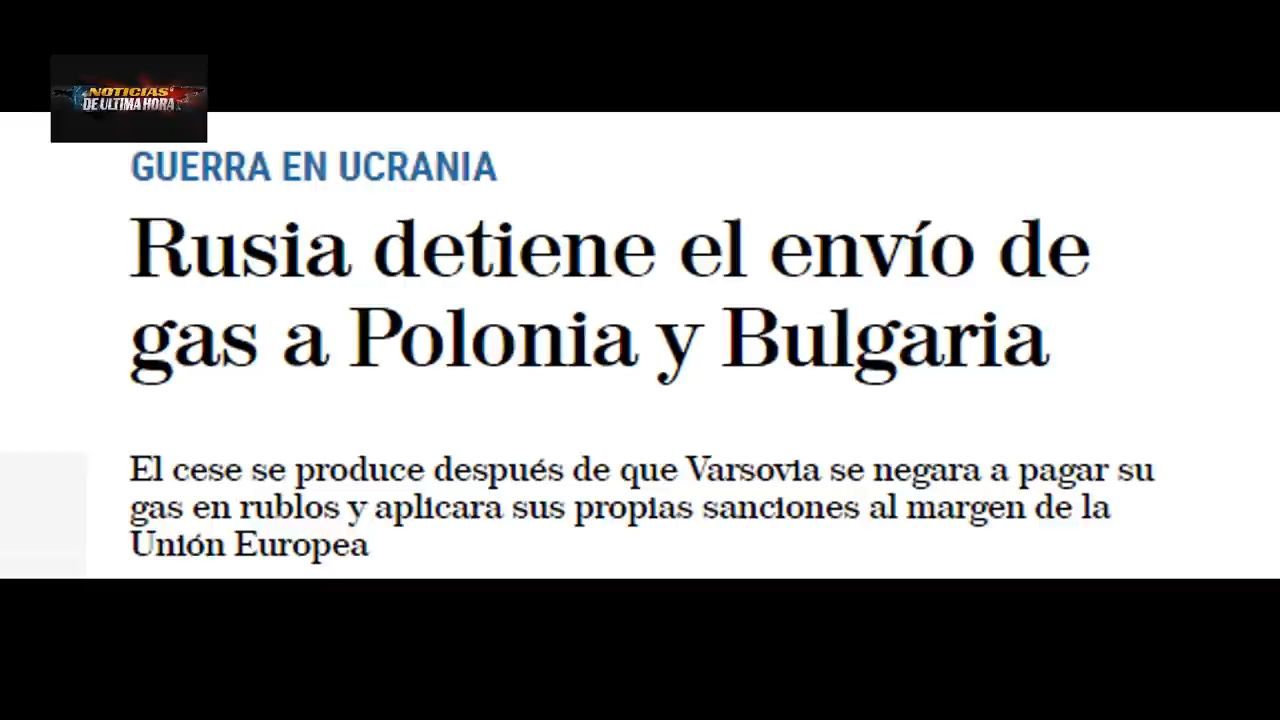 NOTICIAS
DE ULTIMA HORA
GUERRA EN UCRANIA
Rusia detiene el envío de
gas a Polonia y Bulgaria
El cese se produce después de que Varsovia se negara a pagar su
gas en rublos y aplicara sus propias sanciones al margen de la
Unión Europea